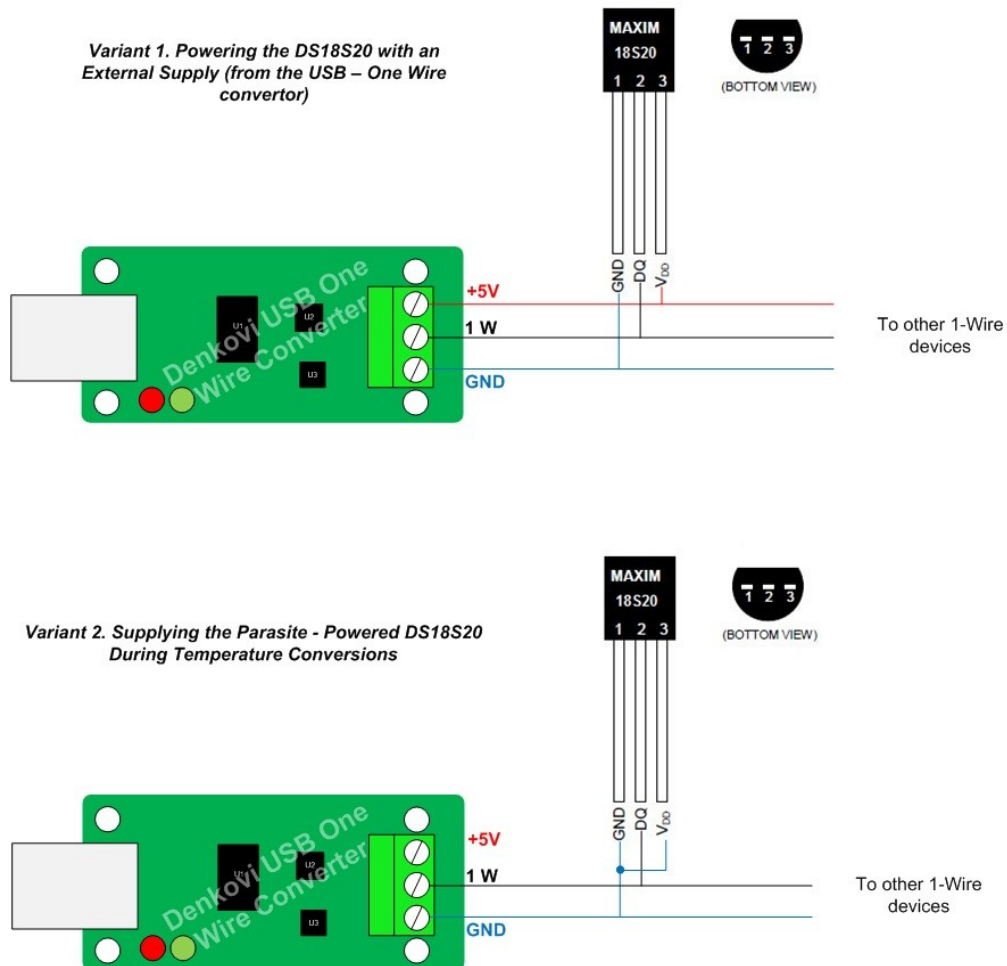 Variant 1. Powering the DS18S20 with an
External Supply (from the USB – One Wire
convertor)
MAXIM
18S20
1 2 3
1 2 3
(BOTTOM VIEW)
GND
DQ
VDD
Denkovi USB One
Wire Converter
U1
U2
U3
+5V
1 W
GND
To other 1-Wire
devices
Variant 2. Supplying the Parasite - Powered DS18S20
During Temperature Conversions
MAXIM
18S20
1 2 3
1 2 3
(BOTTOM VIEW)
GND
DQ
VDD
Denkovi USB One
Wire Converter
U1
U2
U3
+5V
1 W
GND
To other 1-Wire
devices